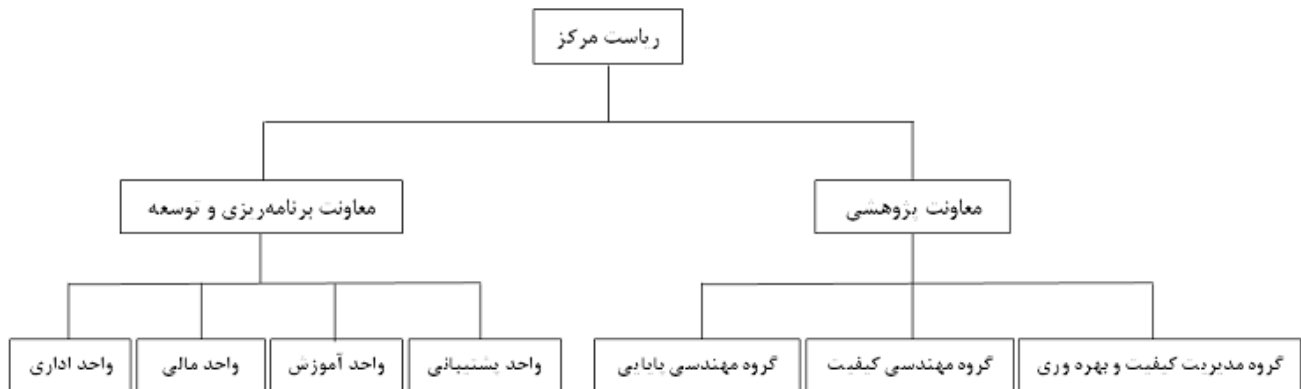 ریاست مرکز
معاونت پژوهشی
معاونت برنامه‌ریزی و توسعه
گروه مدیریت کیفیت و بهره وری
گروه مهندسی کیفیت
گروه مهندسی پایایی
واحد پشتیبانی
واحد آموزش
واحد مالی
واحد اداری